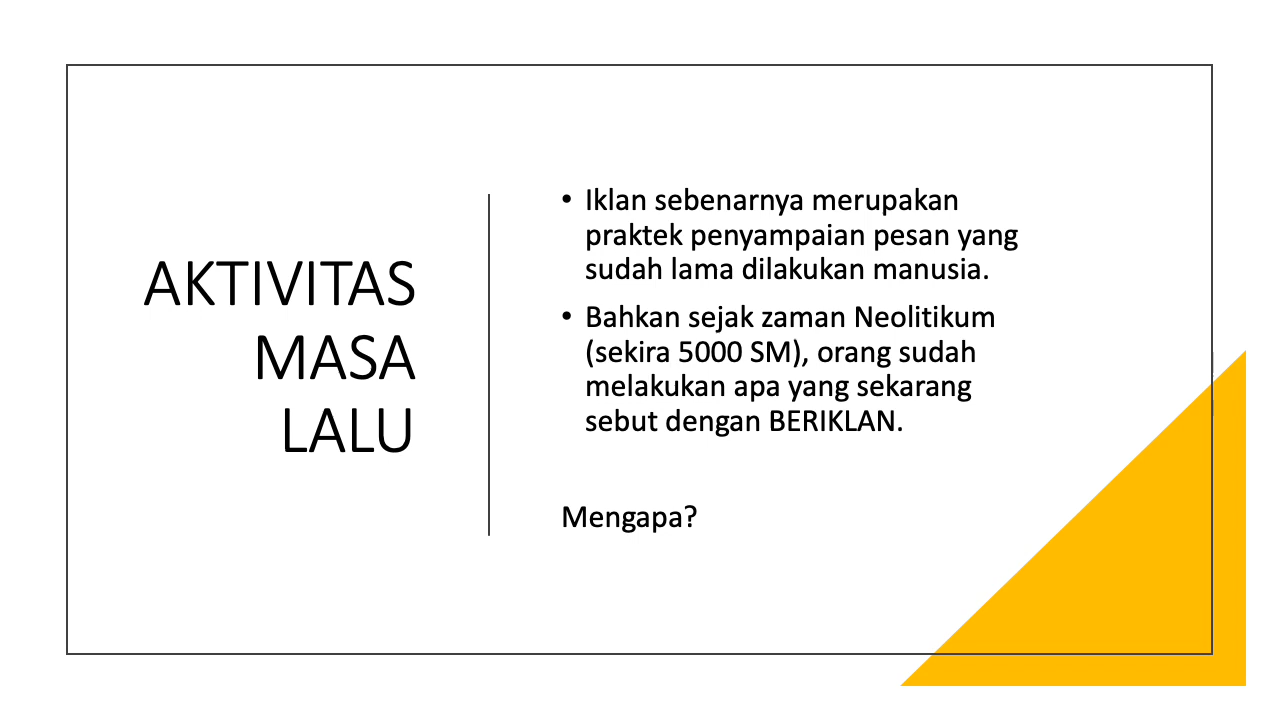 AKTIVITAS
MASA
LALU
• Iklan sebenarnya merupakan
praktek penyampaian pesan yang
sudah lama dilakukan manusia.
• Bahkan sejak zaman Neolitikum
(sekira 5000 SM), orang sudah
melakukan apa yang sekarang
sebut dengan BERIKLAN.
Mengapa?